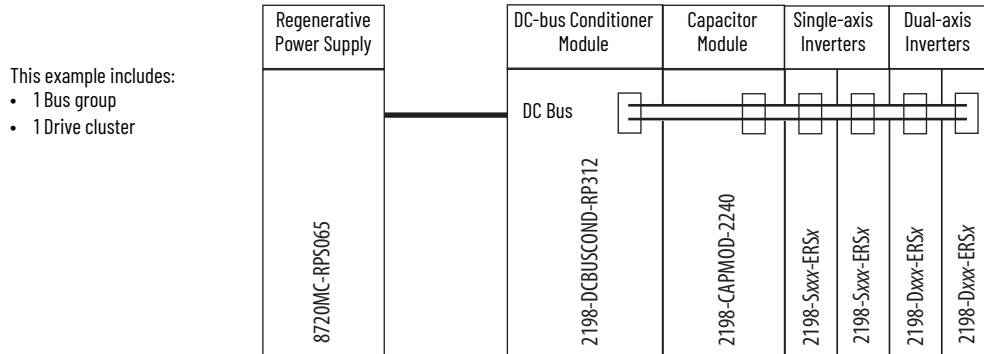 Regenerative
Power Supply
DC-bus Conditioner
Module
Capacitor
Module
Single-axis
Inverters
Dual-axis
Inverters
This example includes:
• 1 Bus group
• 1 Drive cluster
DC Bus
8720MC-RPS065
2198-DCBUSCOND-RP312
2198-CAPMOD-2240
2198-Sxxx-ERSx
2198-Sxxx-ERSx
2198-Dxxx-ERSx
2198-Dxxx-ERSx